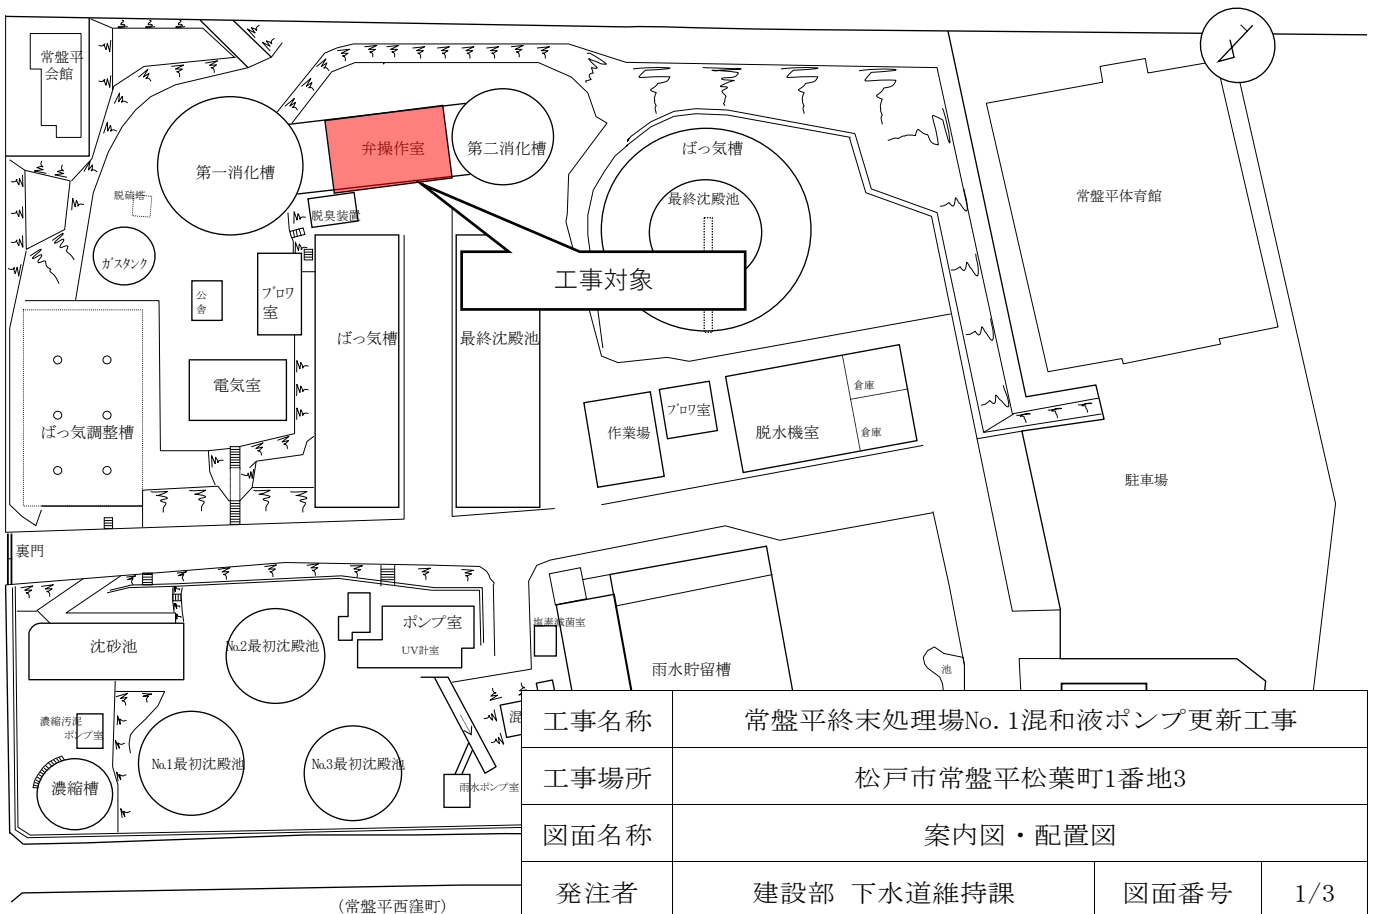 常盤平
会館
弁操作室
第二消化槽
第一消化槽
ばっ気槽
最終沈殿池
脱硫塔
脱臭装置
常盤平体育館
ガスタンク
工事対象
公
舎
ブロワ
室
ばっ気槽
最終沈殿池
電気室
倉庫
ブロワ室
ばっ気調整槽
作業場
脱水機室
倉庫
駐車場
裏門
沈砂池
No.2最初沈殿池
ポンプ室
UV計室
塩素滅菌室
雨水貯留槽
池
濃縮汚泥
ポンプ室
混
No.1最初沈殿池
No.3最初沈殿池
濃縮槽
雨水ポンプ室
工事名称 常盤平終末処理場No.1混和液ポンプ更新工事
工事場所 松戸市常盤平松葉町1番地3
図面名称 案内図・配置図
発注者 建設部 下水道維持課 図面番号 1/3
(常盤平西窪町)